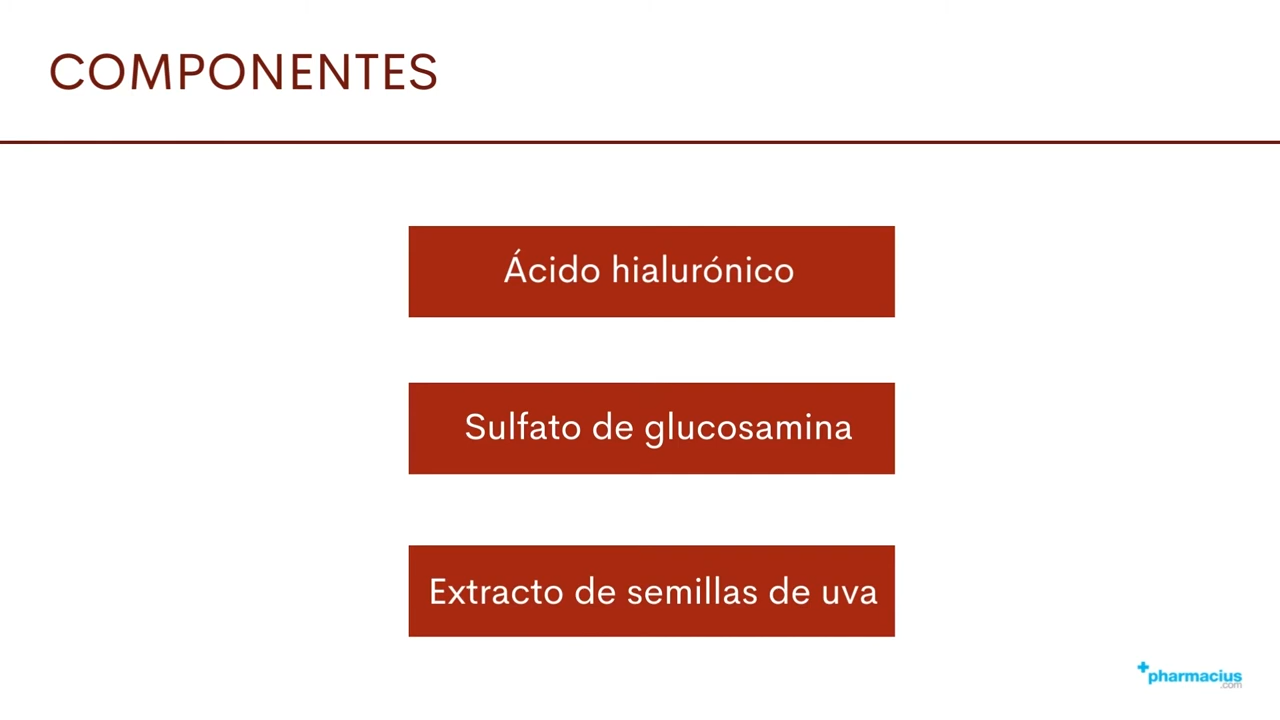 COMPONENTES
Ácido hialurónico
Sulfato de glucosamina
Extracto de semillas de uva
+pharmacius
.com